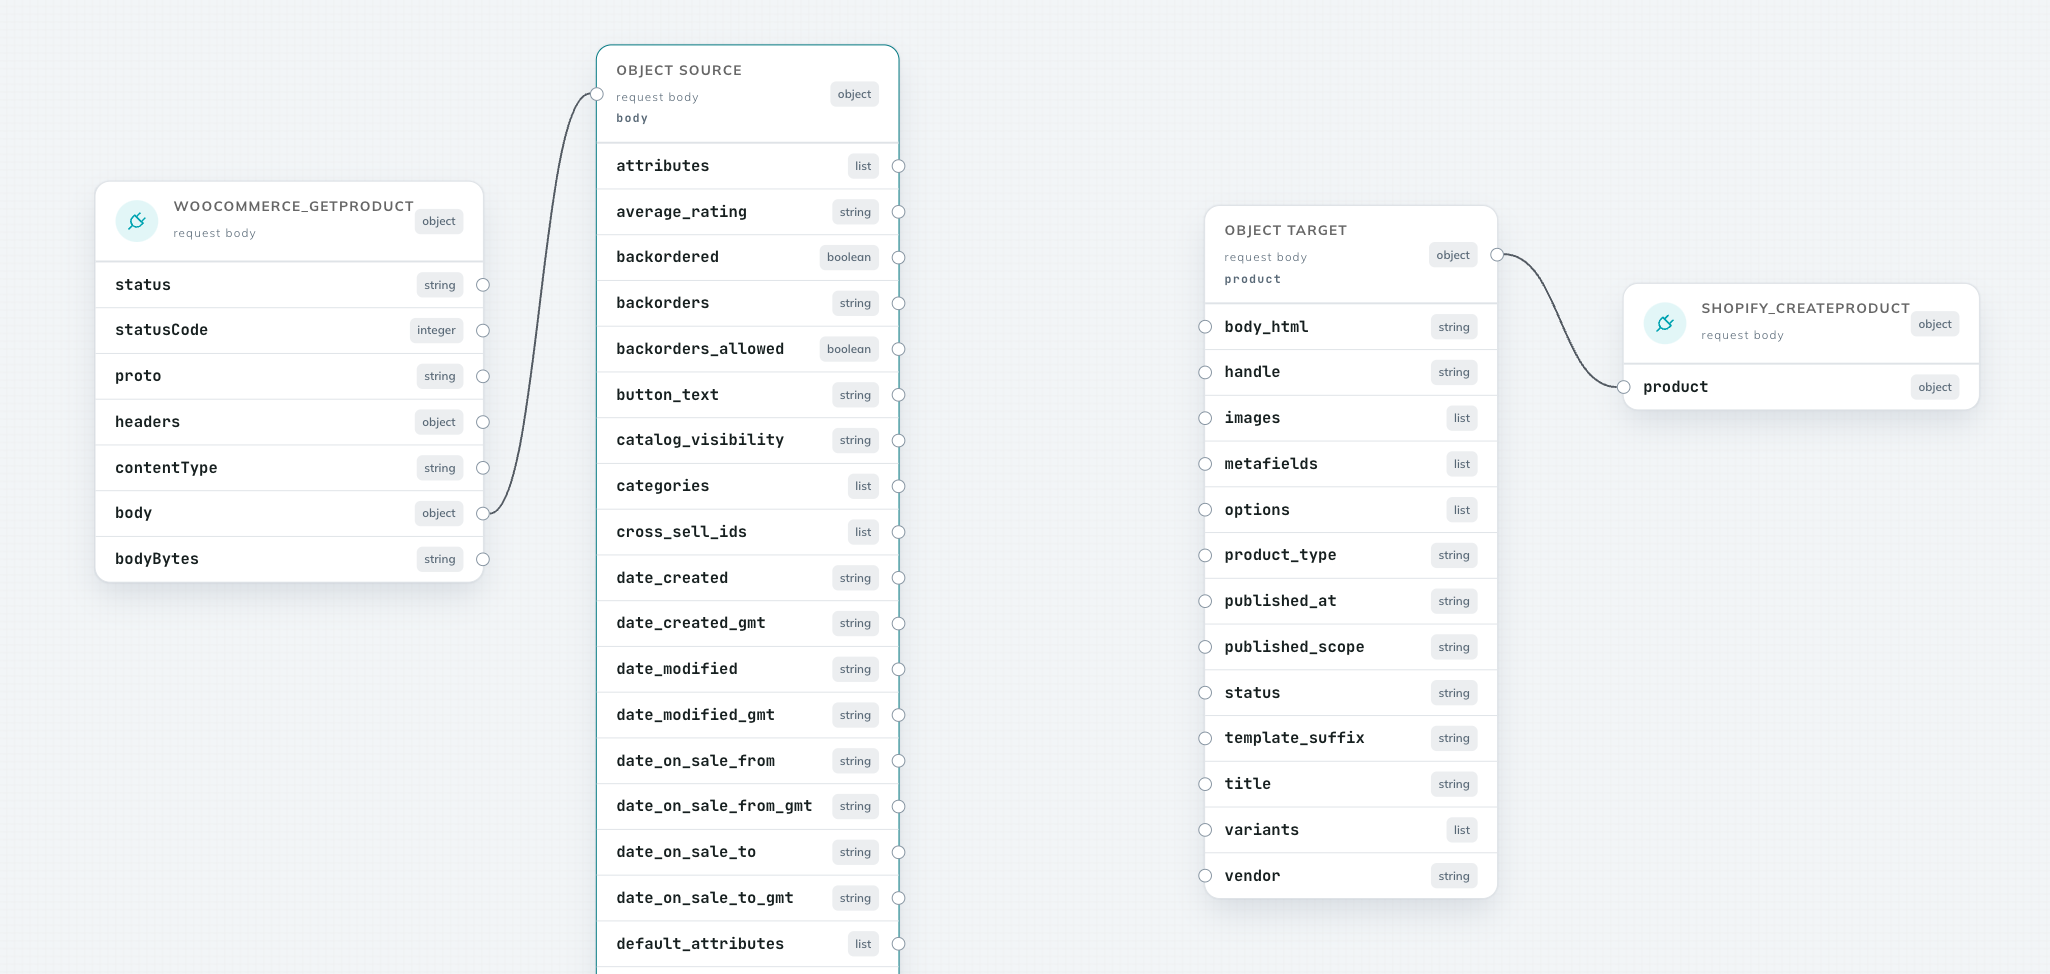 WOOCOMMERCE_GETPRODUCT
request body
object
status string
statusCode integer
proto string
headers object
contentType string
body object
bodyBytes string
OBJECT SOURCE
request body
body
object
attributes list
average_rating string
backordered boolean
backorders string
backorders_allowed boolean
button_text string
catalog_visibility string
categories list
cross_sell_ids list
date_created string
date_created_gmt string
date_modified string
date_modified_gmt string
date_on_sale_from string
date_on_sale_from_gmt string
date_on_sale_to string
date_on_sale_to_gmt string
default_attributes list
OBJECT TARGET
request body
product
object
body_html string
handle string
images list
metafields list
options list
product_type string
published_at string
published_scope string
status string
template_suffix string
title string
variants list
vendor string
SHOPIFY_CREATEPRODUCT
request body
object
product object